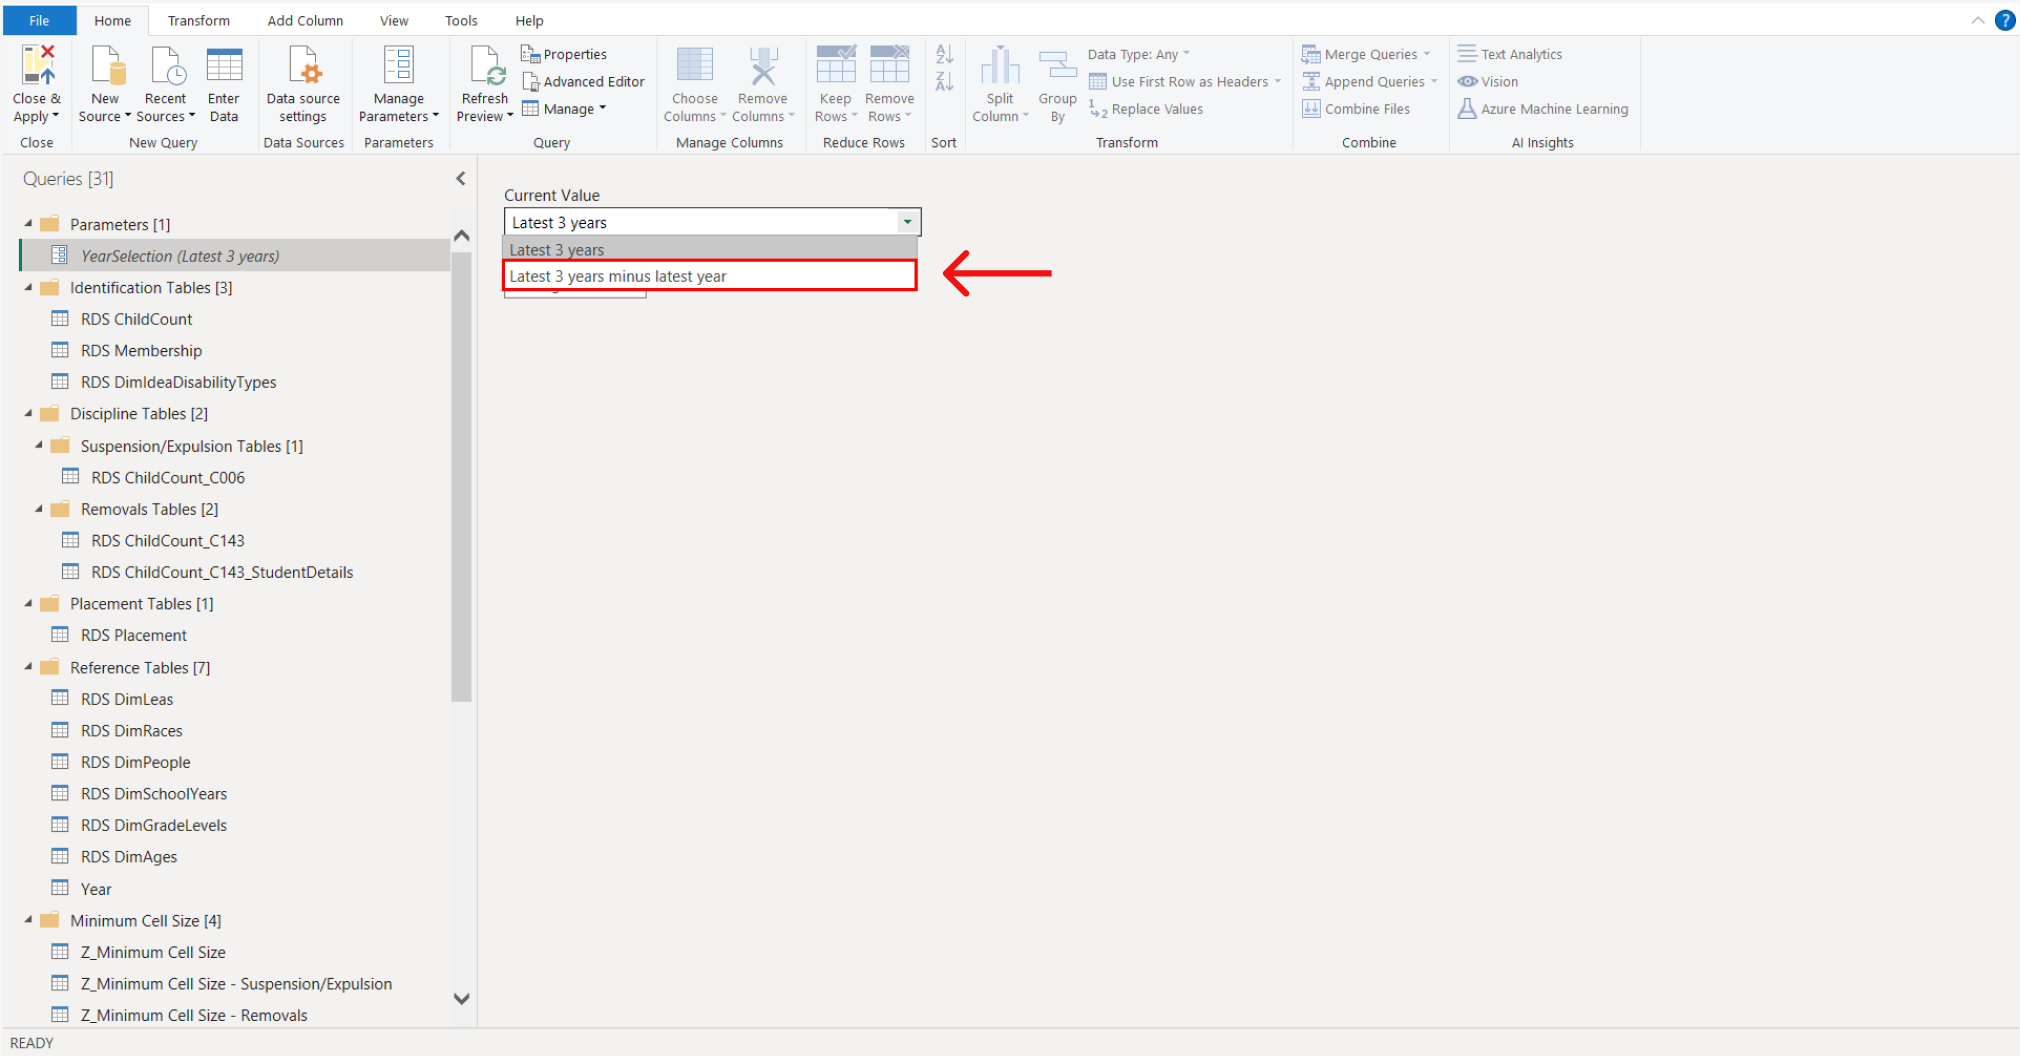 File Home Transform Add Column View Tools Help
?
Close & Apply
Close
New Source
Recent Sources
Enter Data
New Query
Data source settings
Data Sources
Manage Parameters
Parameters
Refresh Preview
Properties
Advanced Editor
Manage
Query
Choose Columns
Remove Columns
Manage Columns
Keep Rows
Remove Rows
Reduce Rows
Sort
Split Column
Group By
Data Type: Any
Use First Row as Headers
Replace Values
Transform
Merge Queries
Append Queries
Combine Files
Combine
Text Analytics
Vision
Azure Machine Learning
AI Insights
Queries [31]
Parameters [1]
YearSelection (Latest 3 years)
Identification Tables [3]
RDS ChildCount
RDS Membership
RDS DimIdeaDisabilityTypes
Discipline Tables [2]
Suspension/Expulsion Tables [1]
RDS ChildCount_C006
Removals Tables [2]
RDS ChildCount_C143
RDS ChildCount_C143_StudentDetails
Placement Tables [1]
RDS Placement
Reference Tables [7]
RDS DimLeas
RDS DimRaces
RDS DimPeople
RDS DimSchoolYears
RDS DimGradeLevels
RDS DimAges
Year
Minimum Cell Size [4]
Z_Minimum Cell Size
Z_Minimum Cell Size - Suspension/Expulsion
Z_Minimum Cell Size - Removals
Current Value
Latest 3 years
Latest 3 years
Latest 3 years minus latest year
READY